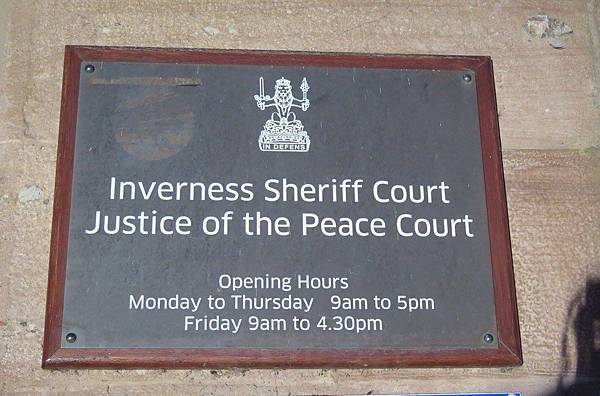 IN DEFENS
Inverness Sheriff Court
Justice of the Peace Court
Opening Hours
Monday to Thursday 9am to 5pm
Friday 9am to 4.30pm